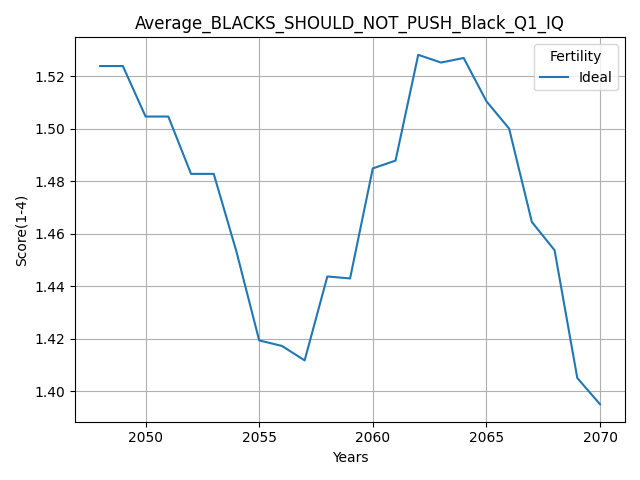 Average_BLACKS_SHOULD_NOT_PUSH_Black_Q1_IQ
Fertility
Ideal
1.52
1.50
1.48
1.46
1.44
1.42
1.40
Score(1-4)
2050 2055 2060 2065 2070
Years